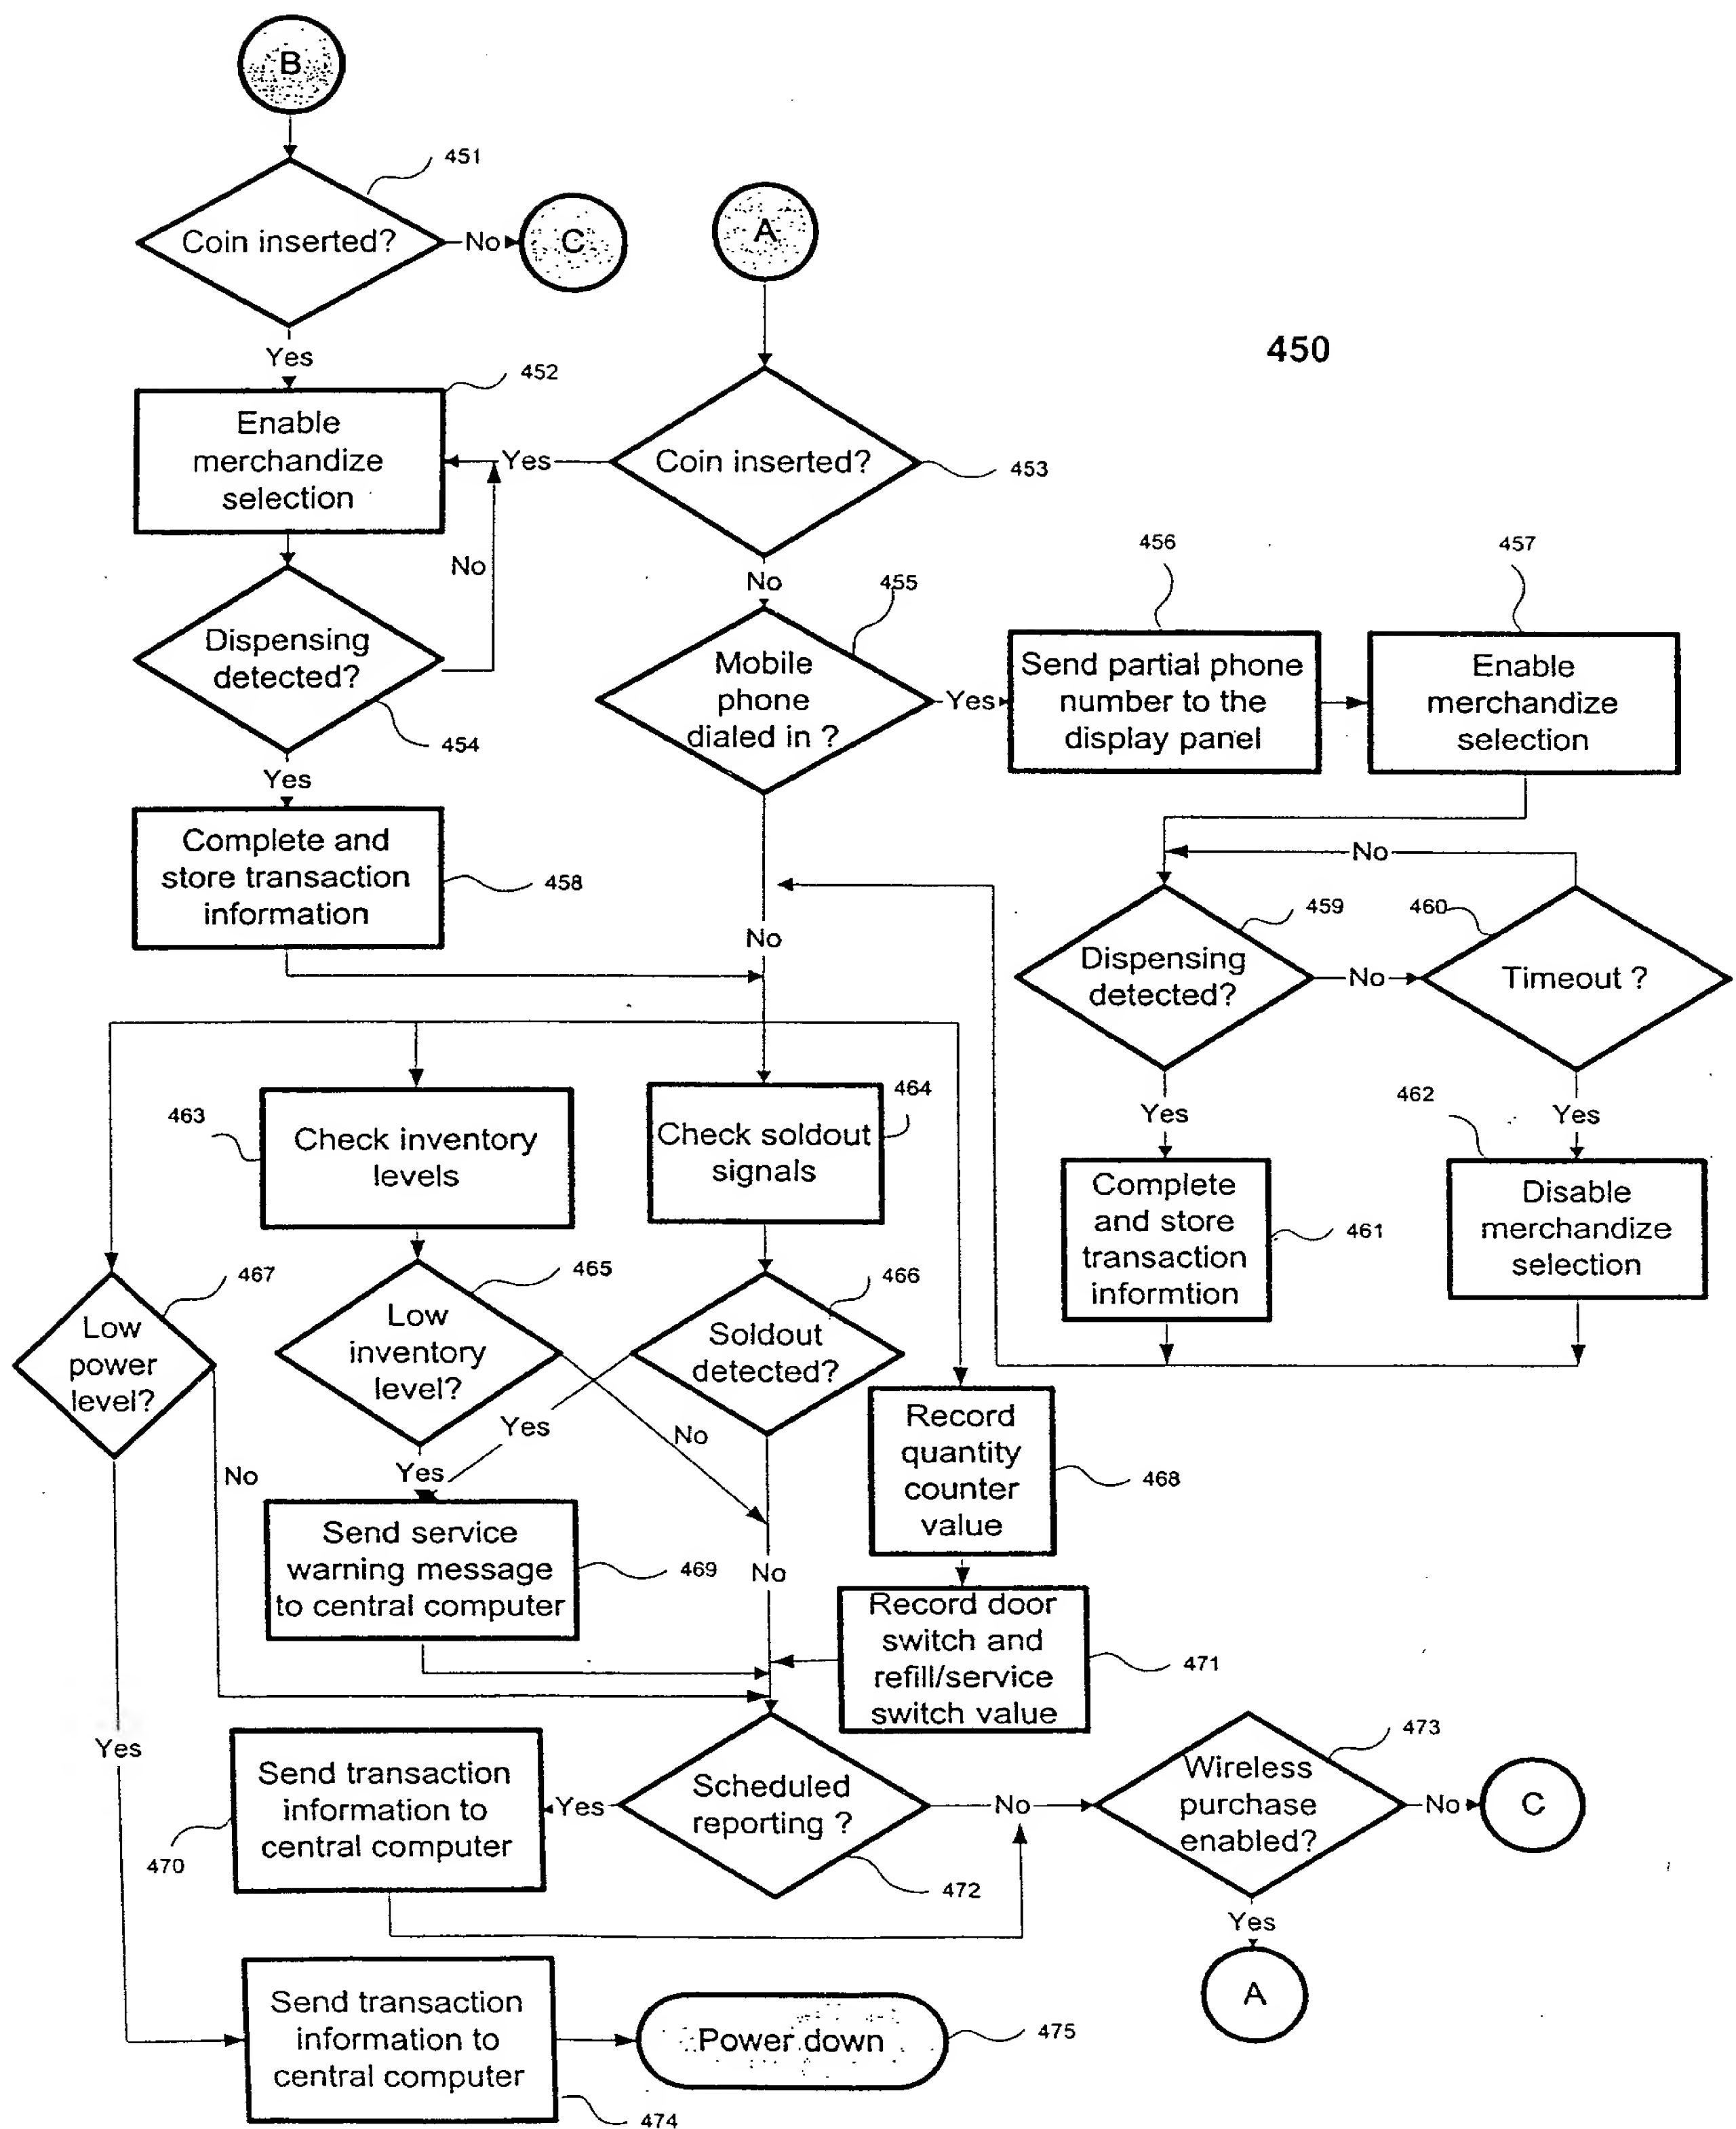 B
451
Coin inserted?
No
C
A
Yes
450
452
Enable
merchandize
selection
Yes
Coin inserted?
453
No
No
455
456
457
Dispensing
detected?
454
Mobile
phone
dialed in ?
Yes
Send partial phone
number to the
display panel
Enable
merchandize
selection
Yes
Complete and
store transaction
information
458
No
No
459
460
Dispensing
detected?
No
Timeout ?
463
Check inventory
levels
464
Check soldout
signals
Yes
462
Yes
Complete
and store
transaction
informtion
461
Disable
merchandize
selection
467
Low
power
level?
465
Low
inventory
level?
466
Soldout
detected?
No
Yes
Yes
No
Record
quantity
counter
value
468
Send service
warning message
to central computer
469
No
Record door
switch and
refill/service
switch value
471
Yes
Send transaction
information to
central computer
470
Yes
Scheduled
reporting ?
472
No
Wireless
purchase
enabled?
473
No
C
Yes
A
Send transaction
information to
central computer
474
Power down
475